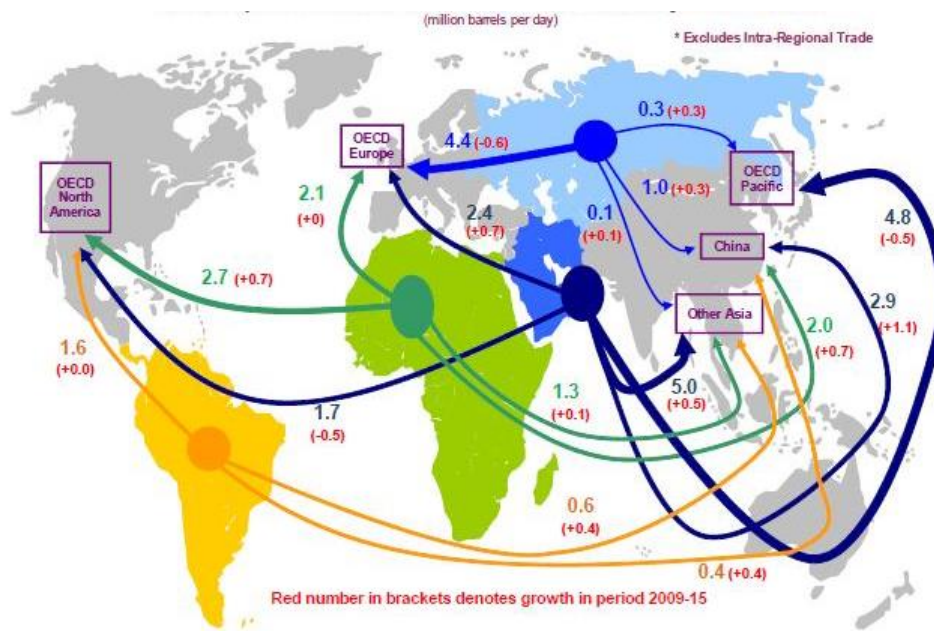 (million barrels per day)
* Excludes Intra-Regional Trade
0.3 (+0.3)
OECD
Europe
4.4 (-0.6)
OECD
Pacific
OECD
North
America
2.1
(+0)
1.0 (+0.3)
2.4
(+0.7)
0.1
(+0.1)
4.8
(-0.5)
China
2.7 (+0.7)
Other Asia
2.9
(+1.1)
2.0
(+0.7)
1.6
(+0.0)
1.7
(-0.5)
1.3
(+0.1)
5.0
(+0.5)
0.6
(+0.4)
0.4 (+0.4)
Red number in brackets denotes growth in period 2009-15